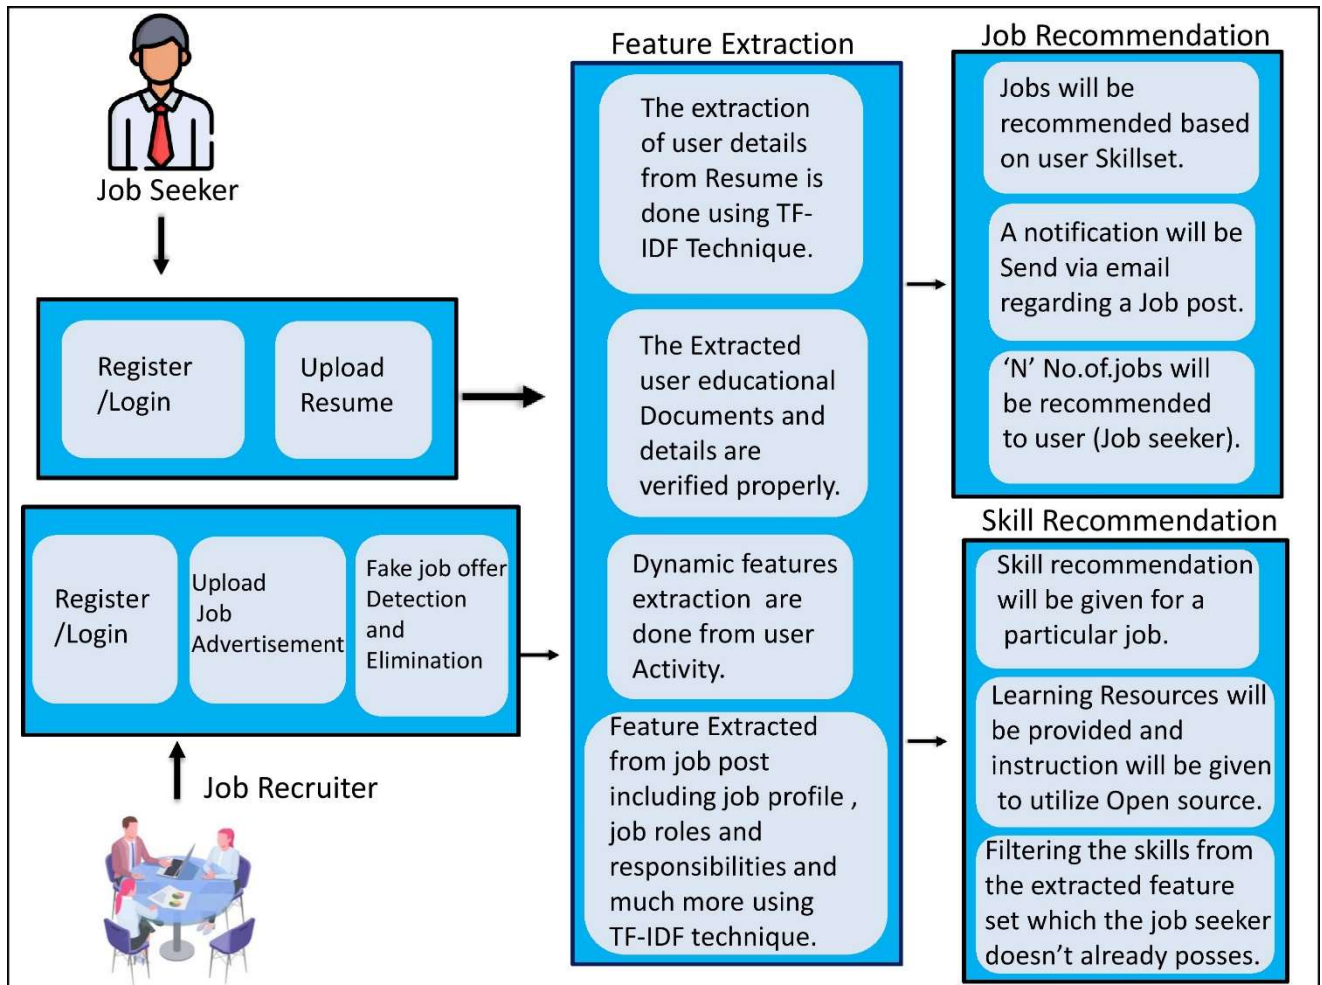 Job Seeker
Register
/Login
Upload
Resume
Register
/Login
Upload
Job
Advertisement
Fake job offer
Detection
and
Elimination
Job Recruiter
Feature Extraction
The extraction
of user details
from Resume is
done using TF-
IDF Technique.
The Extracted
user educational
Documents and
details are
verified properly.
Dynamic features
extraction are
done from user
Activity.
Feature Extracted
from job post
including job profile ,
job roles and
responsibilities and
much more using
TF-IDF technique.
Job Recommendation
Jobs will be
recommended based
on user Skillset.
A notification will be
Send via email
regarding a Job post.
‘N’ No.of.jobs will
be recommended
to user (Job seeker).
Skill Recommendation
Skill recommendation
will be given for a
particular job.
Learning Resources will
be provided and
instruction will be given
to utilize Open source.
Filtering the skills from
the extracted feature
set which the job seeker
doesn’t already posses.